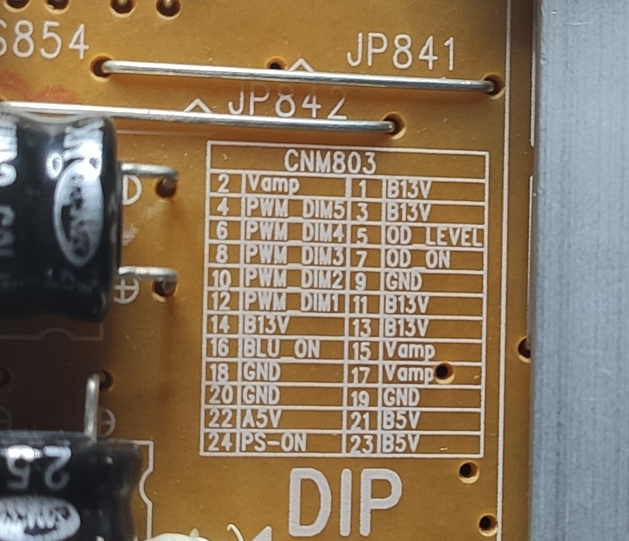 S854
JP841
JP842
CNM803
2 Vamp 1 B13V
4 PWM_DIM5 3 B13V
6 PWM_DIM4 5 OD_LEVEL
8 PWM_DIM3 7 OD_ON
10 PWM_DIM2 9 GND
12 PWM_DIM1 11 B13V
14 B13V 13 B13V
16 BLU_ON 15 Vamp
18 GND 17 Vamp
20 GND 19 GND
22 A5V 21 B5V
24 PS-ON 23 B5V
DIP
2.5